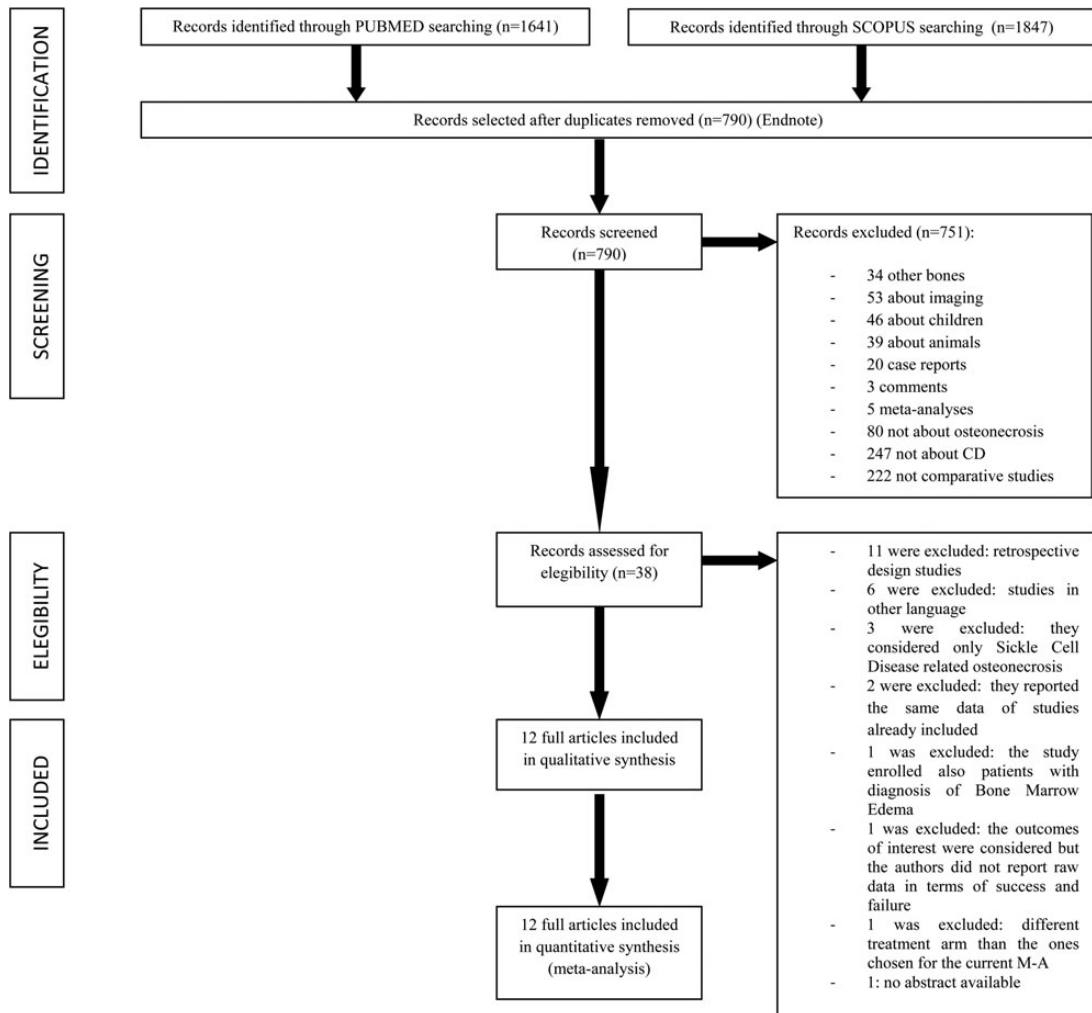 IDENTIFICATION
Records identified through PUBMED searching (n=1641)
Records identified through SCOPUS searching (n=1847)
Records selected after duplicates removed (n=790) (Endnote)
SCREENING
Records screened
(n=790)
Records excluded (n=751):
- 34 other bones
- 53 about imaging
- 46 about children
- 39 about animals
- 20 case reports
- 3 comments
- 5 meta-analyses
- 80 not about osteonecrosis
- 247 not about CD
- 222 not comparative studies
ELEGIBILITY
Records assessed for
elegibility (n=38)
- 11 were excluded: retrospective
design studies
- 6 were excluded: studies in
other language
- 3 were excluded: they
considered only Sickle Cell
Disease related osteonecrosis
- 2 were excluded: they reported
the same data of studies
already included
- 1 was excluded: the study
enrolled also patients with
diagnosis of Bone Marrow
Edema
- 1 was excluded: the outcomes
of interest were considered but
the authors did not report raw
data in terms of success and
failure
- 1 was excluded: different
treatment arm than the ones
chosen for the current M-A
- 1: no abstract available
INCLUDED
12 full articles included
in qualitative synthesis
12 full articles included
in quantitative synthesis
(meta-analysis)